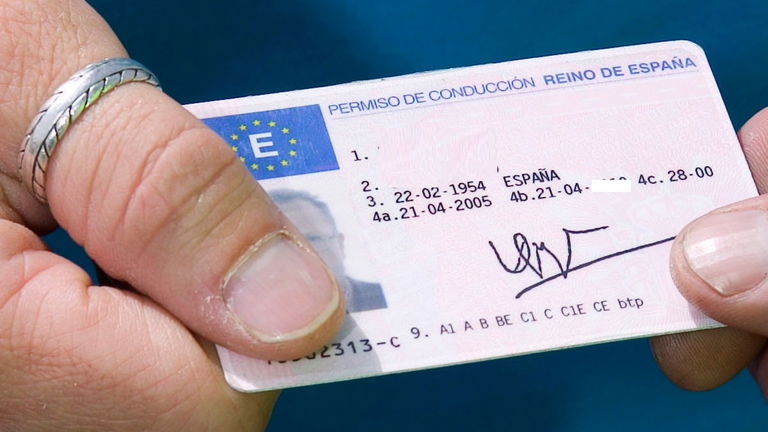 PERMISO DE CONDUCCIÓN REINO DE ESPAÑA
E
1.
2.
3. 22-02-1954 ESPAÑA
4a.21-04-2005 4b.21-04- 4c.28-00
2313-C 9. A1 A B BE C1 C C1E CE btp